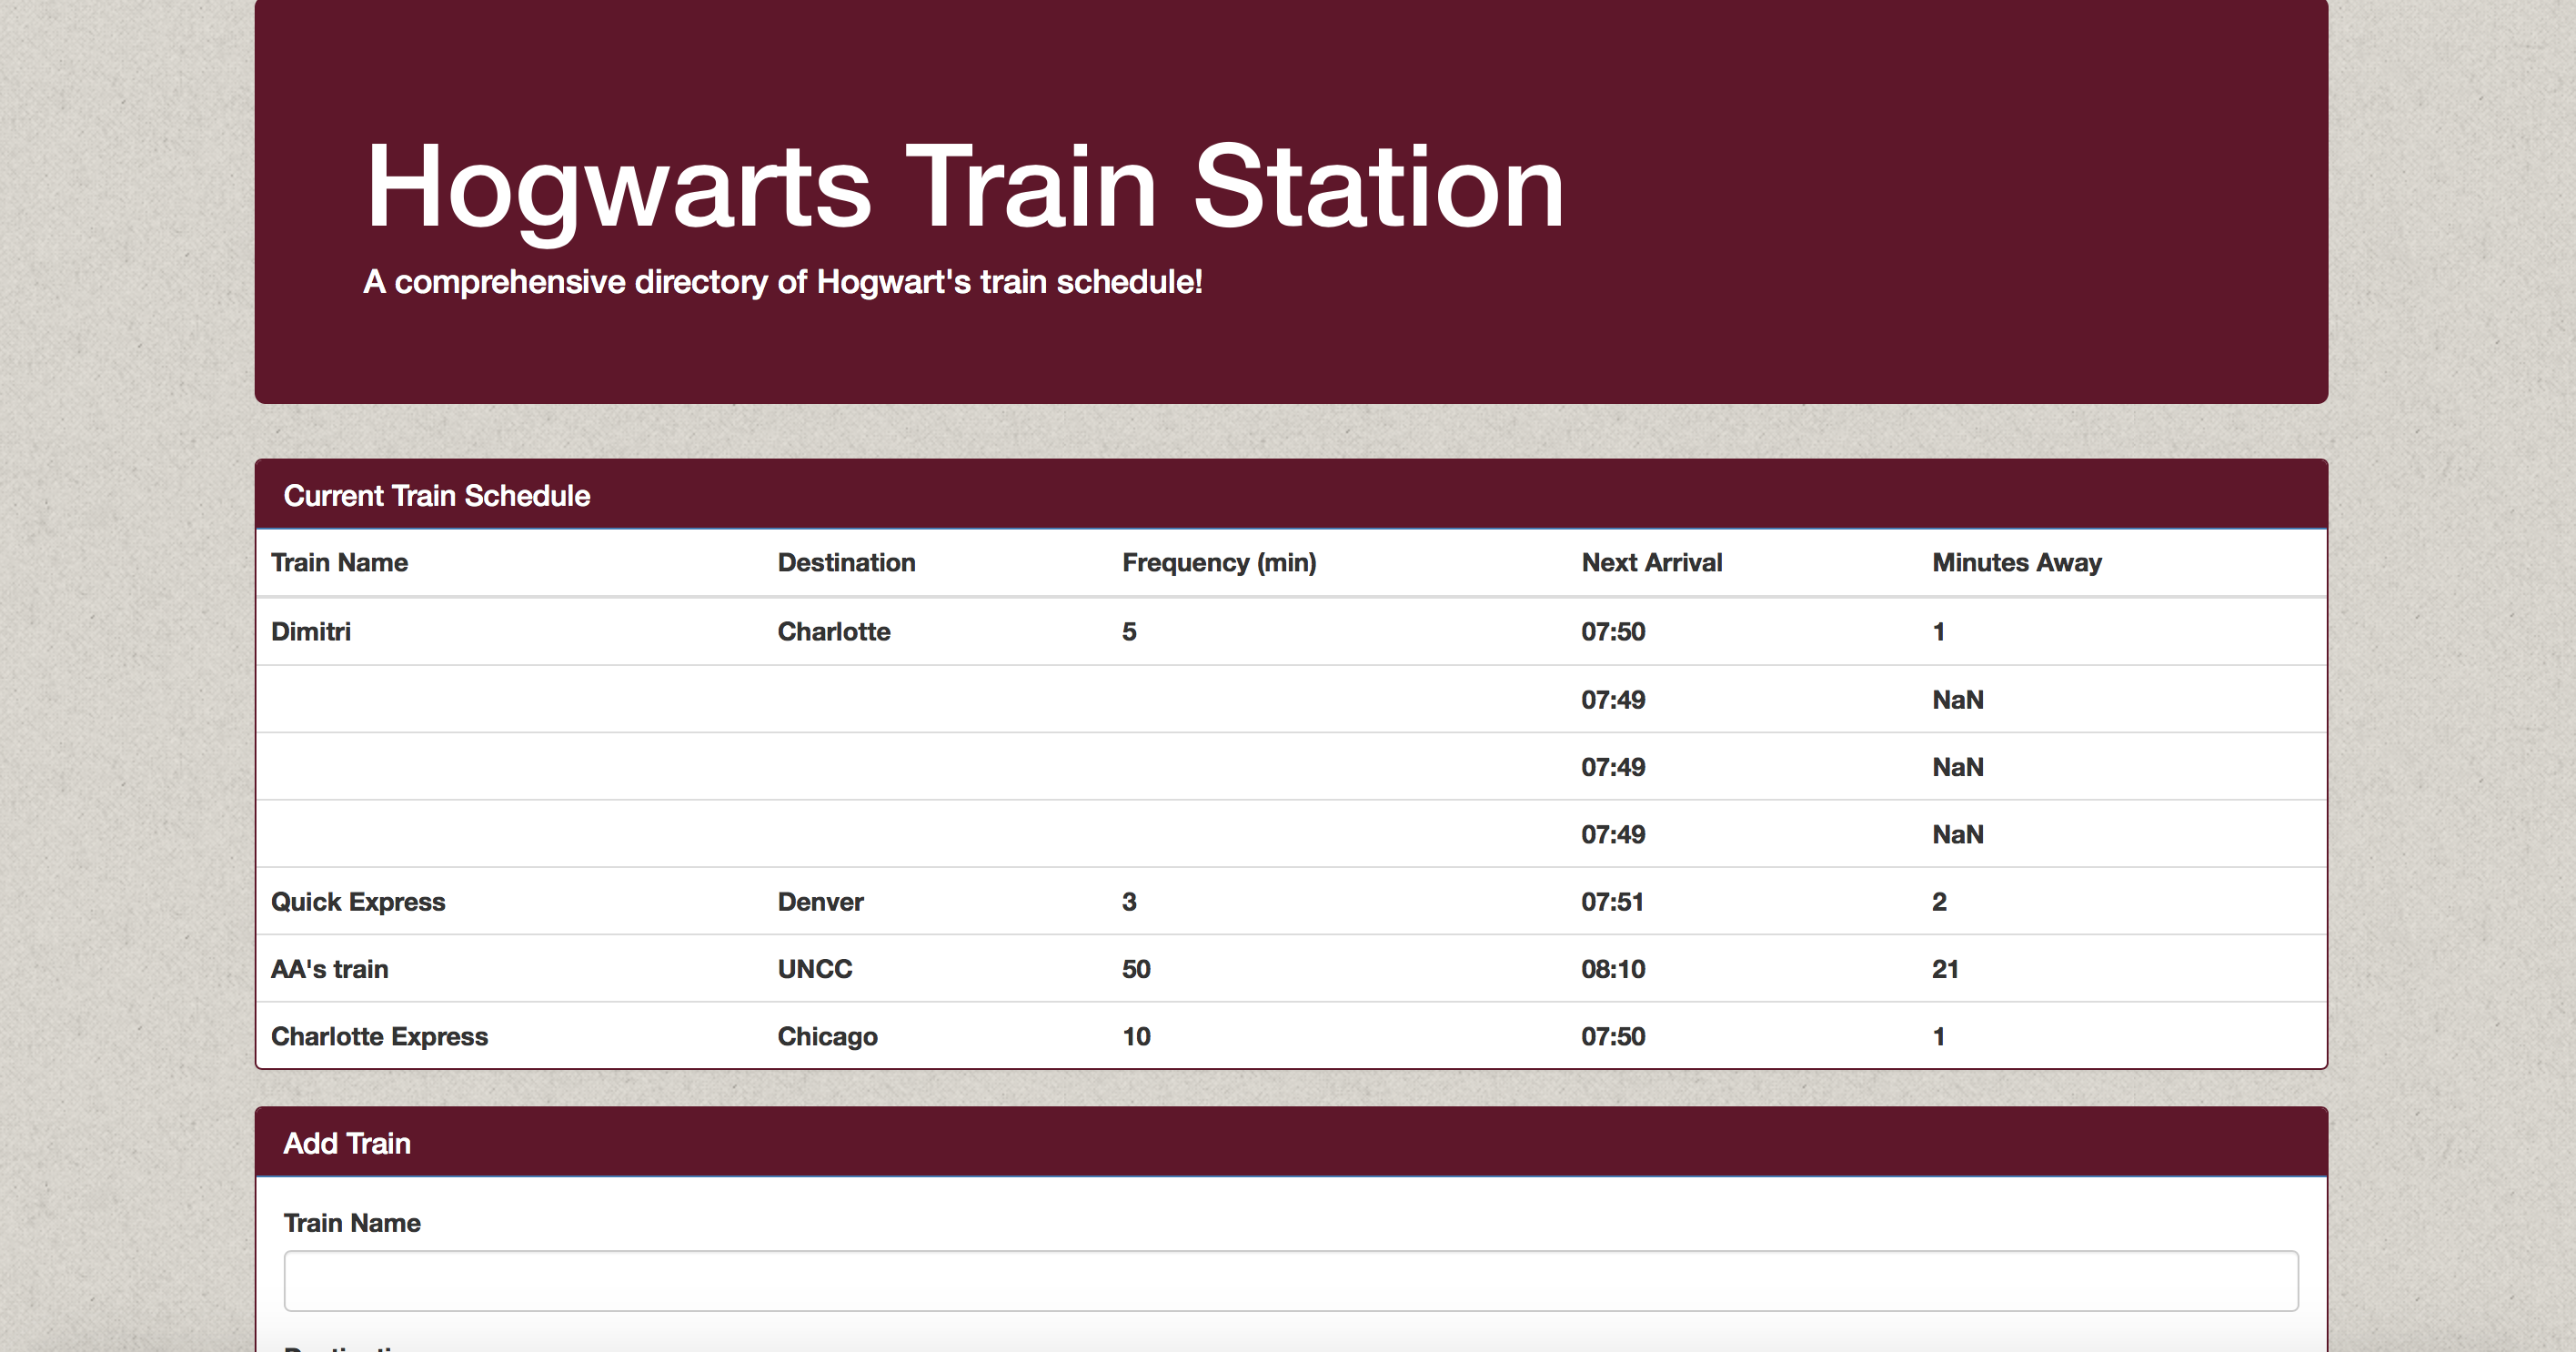 Hogwarts Train Station
A comprehensive directory of Hogwart's train schedule!
Current Train Schedule
Train Name Destination Frequency (min) Next Arrival Minutes Away
Dimitri Charlotte 5 07:50 1
07:49 NaN
07:49 NaN
07:49 NaN
Quick Express Denver 3 07:51 2
AA's train UNCC 50 08:10 21
Charlotte Express Chicago 10 07:50 1
Add Train
Train Name